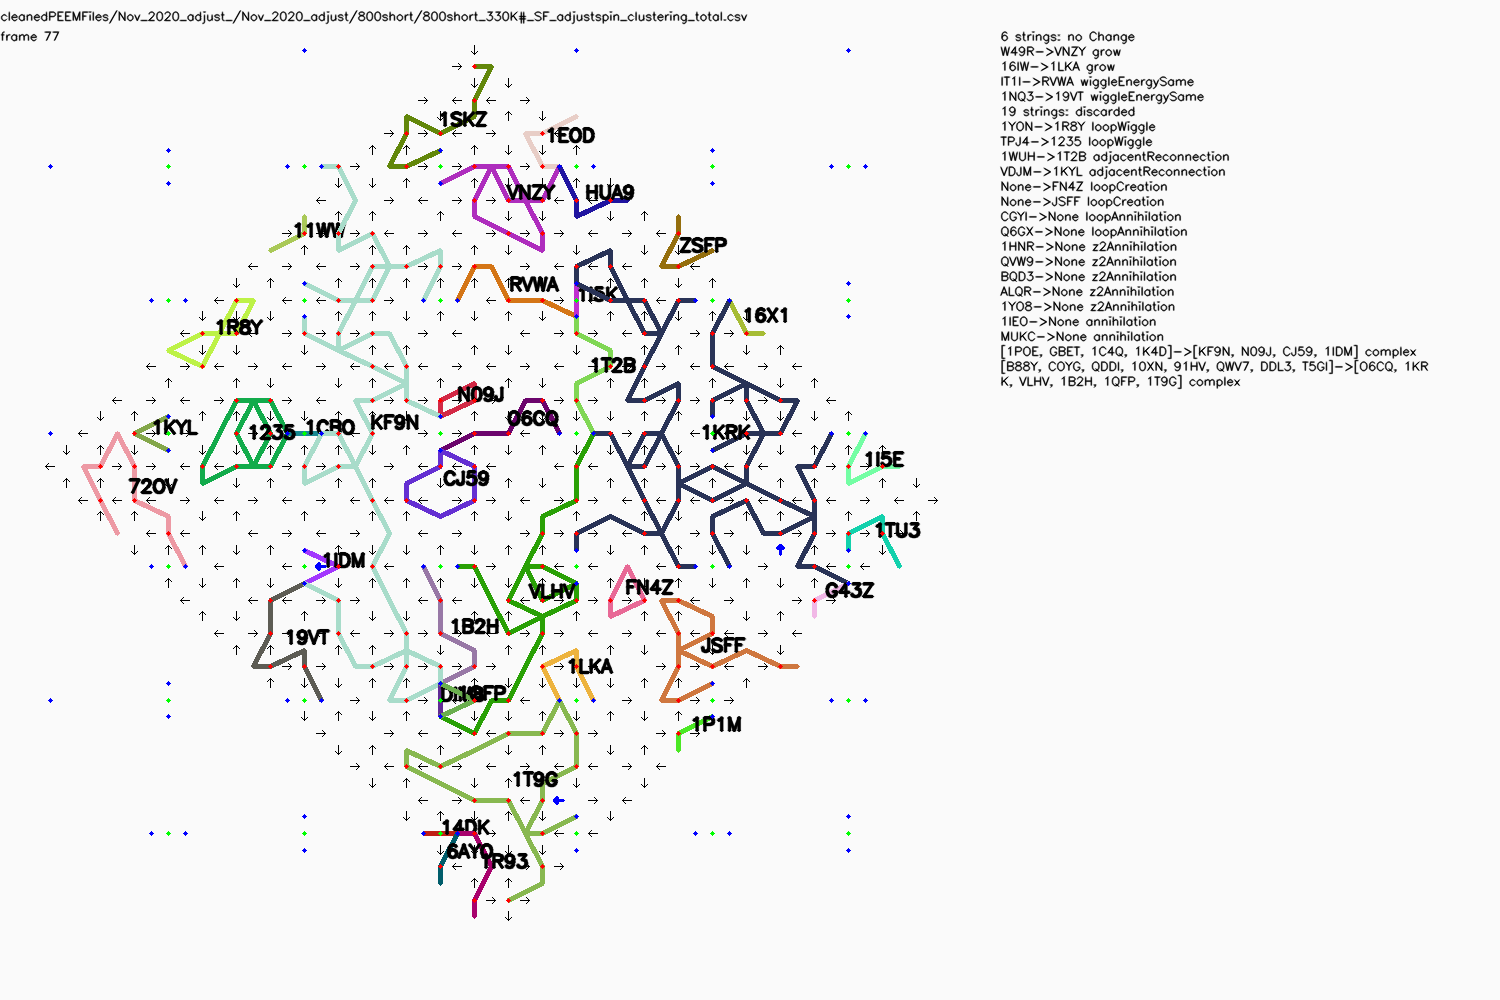 cleanedPEEMFiles/Nov_2020_adjust_/Nov_2020_adjust/800short/800short_330K#_SF_adjustspin_clustering_total.csv
frame 77
6 strings: no Change
W49R->VNZY grow
16IW->1LKA grow
IT1I->RVWA wiggleEnergySame
1NQ3->19VT wiggleEnergySame
19 strings: discarded
1YON->1R8Y loopWiggle
TPJ4->1235 loopWiggle
1WUH->1T2B adjacentReconnection
VDJM->1KYL adjacentReconnection
None->FN4Z loopCreation
None->JSFF loopCreation
CGYI->None loopAnnihilation
Q6GX->None loopAnnihilation
1HNR->None z2Annihilation
QVW9->None z2Annihilation
BQD3->None z2Annihilation
ALQR->None z2Annihilation
1YO8->None z2Annihilation
1IEO->None annihilation
MUKC->None annihilation
[1POE, GBET, 1C4Q, 1K4D]->[KF9N, N09J, CJ59, 1IDM] complex
[B88Y, COYG, QDDI, 10XN, 91HV, QWV7, DDL3, T5GI]->[O6CQ, 1KR
K, VLHV, 1B2H, 1QFP, 1T9G] complex
1SKZ
1EOD
VNZY
HUA9
11WV
ZSFP
RVWA
1I5K
16X1
1R8Y
1T2B
N09J
O6CQ
KF9N
1KYL
1235
1CBO
1KRK
1I5E
CJ59
72OV
1TU3
1IDM
VLHV
FN4Z
G43Z
1B2H
19VT
JSFF
1LKA
1P1M
1T9G
14DK
6AYO
1R93